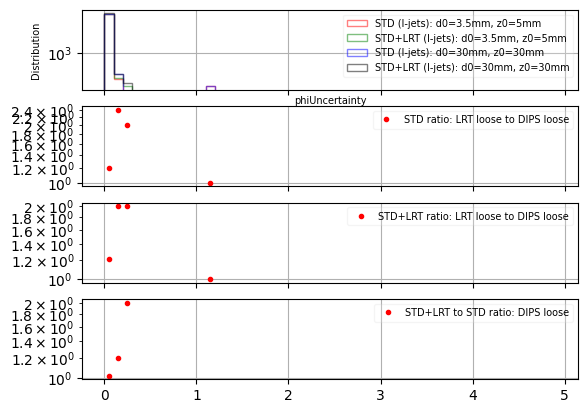 Distribution
10³
STD (l-jets): d0=3.5mm, z0=5mm
STD+LRT (l-jets): d0=3.5mm, z0=5mm
STD (l-jets): d0=30mm, z0=30mm
STD+LRT (l-jets): d0=30mm, z0=30mm
phiUncertainty
2.4 × 10⁰
2.2 × 10⁰
2 × 10⁰
1.8 × 10⁰
1.6 × 10⁰
1.4 × 10⁰
1.2 × 10⁰
10⁰
STD ratio: LRT loose to DIPS loose
2 × 10⁰
1.8 × 10⁰
1.6 × 10⁰
1.4 × 10⁰
1.2 × 10⁰
10⁰
STD+LRT ratio: LRT loose to DIPS loose
2 × 10⁰
1.8 × 10⁰
1.6 × 10⁰
1.4 × 10⁰
1.2 × 10⁰
10⁰
STD+LRT to STD ratio: DIPS loose
0 1 2 3 4 5